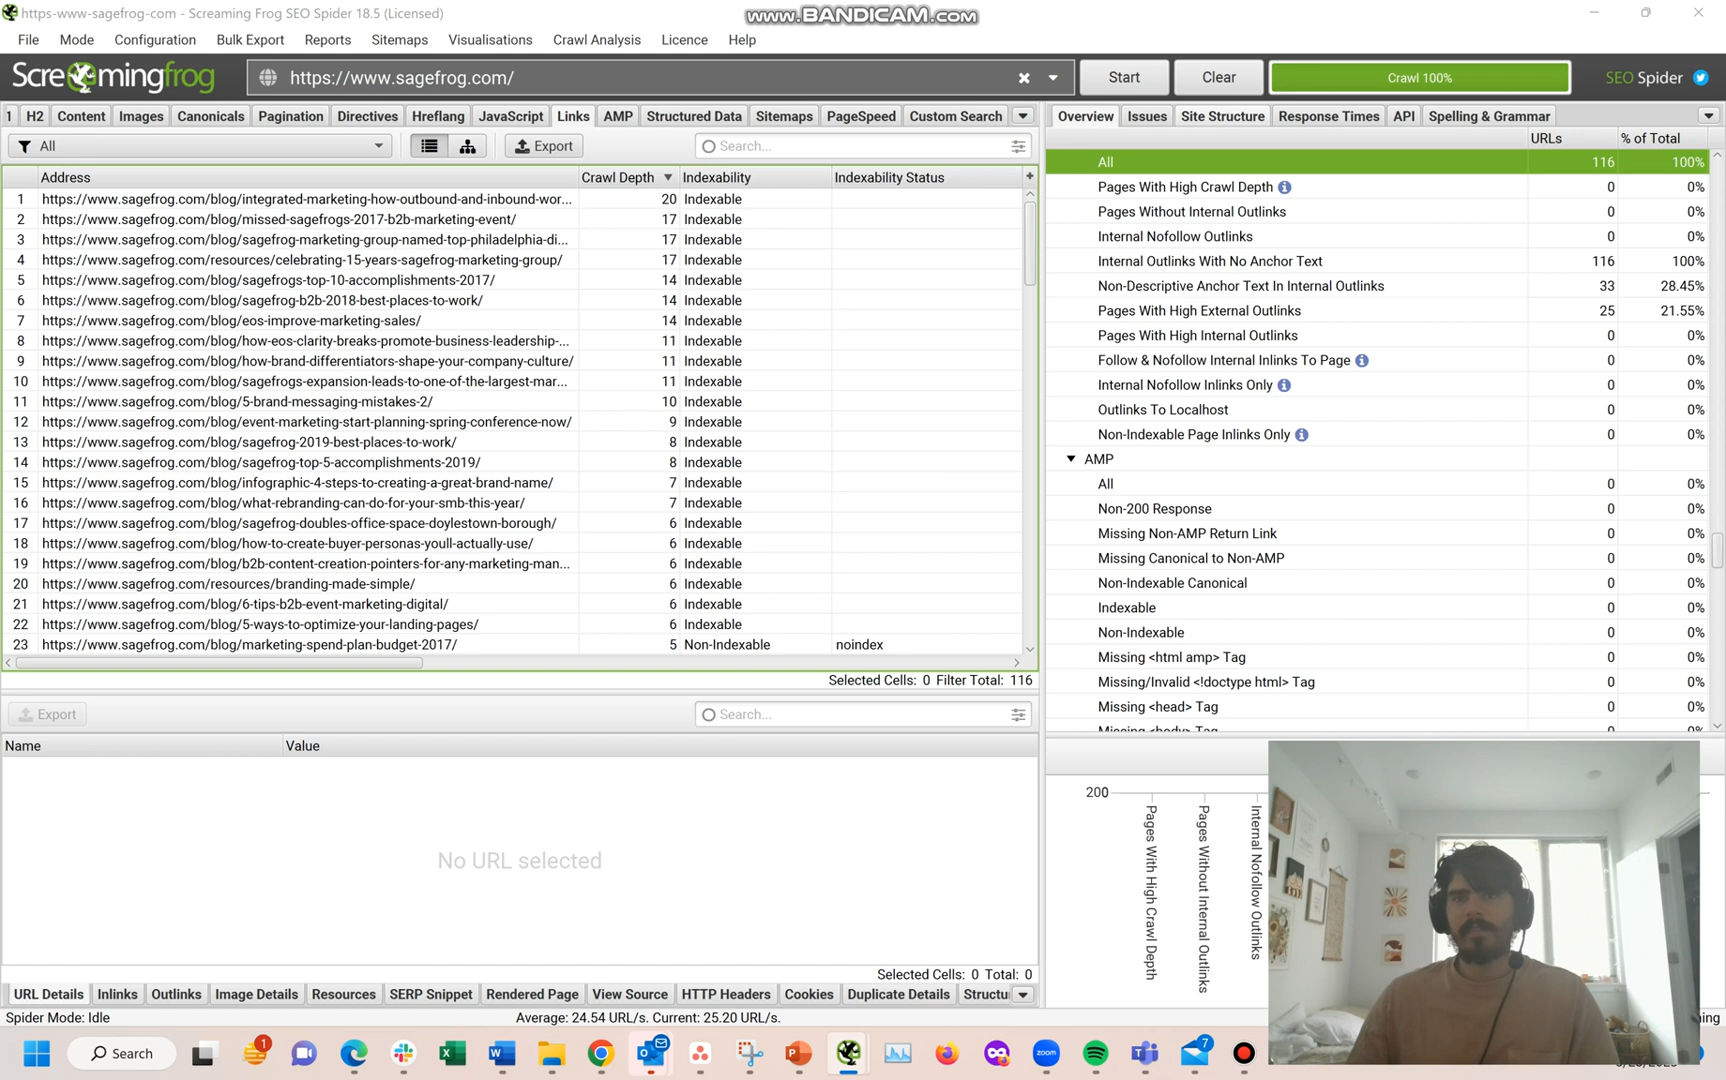 https-www-sagefrog-com - Screaming Frog SEO Spider 18.5 (Licensed)
www.BANDICAM.com
File Mode Configuration Bulk Export Reports Sitemaps Visualisations Crawl Analysis Licence Help
Screamingfrog
https://www.sagefrog.com/
Start
Clear
Crawl 100%
SEO Spider
1 H2 Content Images Canonicals Pagination Directives Hreflang JavaScript Links AMP Structured Data Sitemaps PageSpeed Custom Search
All
Export
Search...
Address Crawl Depth Indexability Indexability Status +
1 https://www.sagefrog.com/blog/integrated-marketing-how-outbound-and-inbound-wor... 20 Indexable
2 https://www.sagefrog.com/blog/missed-sagefrogs-2017-b2b-marketing-event/ 17 Indexable
3 https://www.sagefrog.com/blog/sagefrog-marketing-group-named-top-philadelphia-di... 17 Indexable
4 https://www.sagefrog.com/resources/celebrating-15-years-sagefrog-marketing-group/ 17 Indexable
5 https://www.sagefrog.com/blog/sagefrogs-top-10-accomplishments-2017/ 14 Indexable
6 https://www.sagefrog.com/blog/sagefrog-b2b-2018-best-places-to-work/ 14 Indexable
7 https://www.sagefrog.com/blog/eos-improve-marketing-sales/ 14 Indexable
8 https://www.sagefrog.com/blog/how-eos-clarity-breaks-promote-business-leadership-... 11 Indexable
9 https://www.sagefrog.com/blog/how-brand-differentiators-shape-your-company-culture/ 11 Indexable
10 https://www.sagefrog.com/blog/sagefrogs-expansion-leads-to-one-of-the-largest-mar... 11 Indexable
11 https://www.sagefrog.com/blog/5-brand-messaging-mistakes-2/ 10 Indexable
12 https://www.sagefrog.com/blog/event-marketing-start-planning-spring-conference-now/ 9 Indexable
13 https://www.sagefrog.com/blog/sagefrog-2019-best-places-to-work/ 8 Indexable
14 https://www.sagefrog.com/blog/sagefrog-top-5-accomplishments-2019/ 8 Indexable
15 https://www.sagefrog.com/blog/infographic-4-steps-to-creating-a-great-brand-name/ 7 Indexable
16 https://www.sagefrog.com/blog/what-rebranding-can-do-for-your-smb-this-year/ 7 Indexable
17 https://www.sagefrog.com/blog/sagefrog-doubles-office-space-doylestown-borough/ 6 Indexable
18 https://www.sagefrog.com/blog/how-to-create-buyer-personas-youll-actually-use/ 6 Indexable
19 https://www.sagefrog.com/blog/b2b-content-creation-pointers-for-any-marketing-man... 6 Indexable
20 https://www.sagefrog.com/resources/branding-made-simple/ 6 Indexable
21 https://www.sagefrog.com/blog/6-tips-b2b-event-marketing-digital/ 6 Indexable
22 https://www.sagefrog.com/blog/5-ways-to-optimize-your-landing-pages/ 6 Indexable
23 https://www.sagefrog.com/blog/marketing-spend-plan-budget-2017/ 5 Non-Indexable noindex
Selected Cells: 0 Filter Total: 116
Export
Search...
Name Value
No URL selected
Selected Cells: 0 Total: 0
URL Details Inlinks Outlinks Image Details Resources SERP Snippet Rendered Page View Source HTTP Headers Cookies Duplicate Details Structu
Spider Mode: Idle
Average: 24.54 URL/s. Current: 25.20 URL/s.
Overview Issues Site Structure Response Times API Spelling & Grammar
URLs % of Total
All 116 100%
Pages With High Crawl Depth 0 0%
Pages Without Internal Outlinks 0 0%
Internal Nofollow Outlinks 0 0%
Internal Outlinks With No Anchor Text 116 100%
Non-Descriptive Anchor Text In Internal Outlinks 33 28.45%
Pages With High External Outlinks 25 21.55%
Pages With High Internal Outlinks 0 0%
Follow & Nofollow Internal Inlinks To Page 0 0%
Internal Nofollow Inlinks Only 0 0%
Outlinks To Localhost 0 0%
Non-Indexable Page Inlinks Only 0 0%
AMP
All 0 0%
Non-200 Response 0 0%
Missing Non-AMP Return Link 0 0%
Missing Canonical to Non-AMP 0 0%
Non-Indexable Canonical 0 0%
Indexable 0 0%
Non-Indexable 0 0%
Missing <html amp> Tag 0 0%
Missing/Invalid <!doctype html> Tag 0 0%
Missing <head> Tag 0 0%
Missing <body> Tag 0 0%
200
Pages With High Crawl Depth
Pages Without Internal Outlinks
Internal Nofollow Outlinks
ning
Search
1
zoom
7